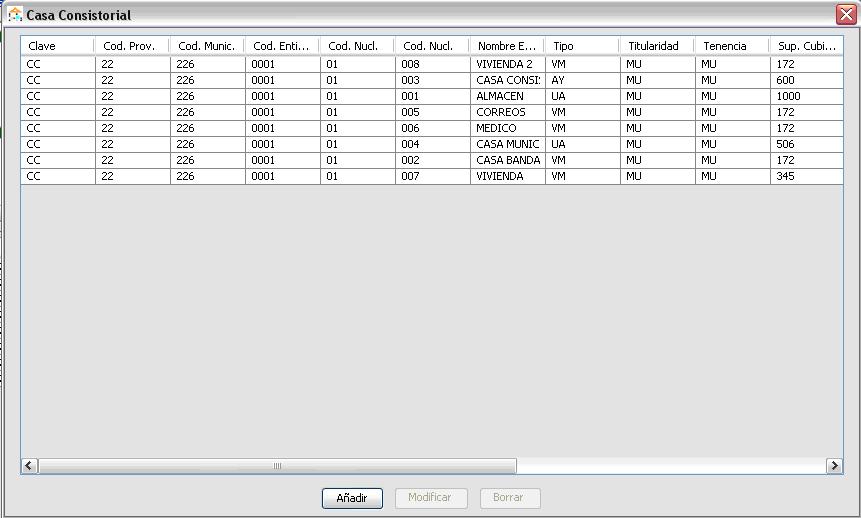 Casa Consistorial
Clave Cod. Prov. Cod. Munic. Cod. Enti... Cod. Nucl. Cod. Nucl. Nombre E... Tipo Titularidad Tenencia Sup. Cubi...
CC 22 226 0001 01 008 VIVIENDA 2 VM MU MU 172
CC 22 226 0001 01 003 CASA CONSI: AY MU MU 600
CC 22 226 0001 01 001 ALMACEN UA MU MU 1000
CC 22 226 0001 01 005 CORREOS VM MU MU 172
CC 22 226 0001 01 006 MEDICO VM MU MU 172
CC 22 226 0001 01 004 CASA MUNIC UA MU MU 506
CC 22 226 0001 01 002 CASA BANDA VM MU MU 172
CC 22 226 0001 01 007 VIVIENDA VM MU MU 345
Añadir Modificar Borrar